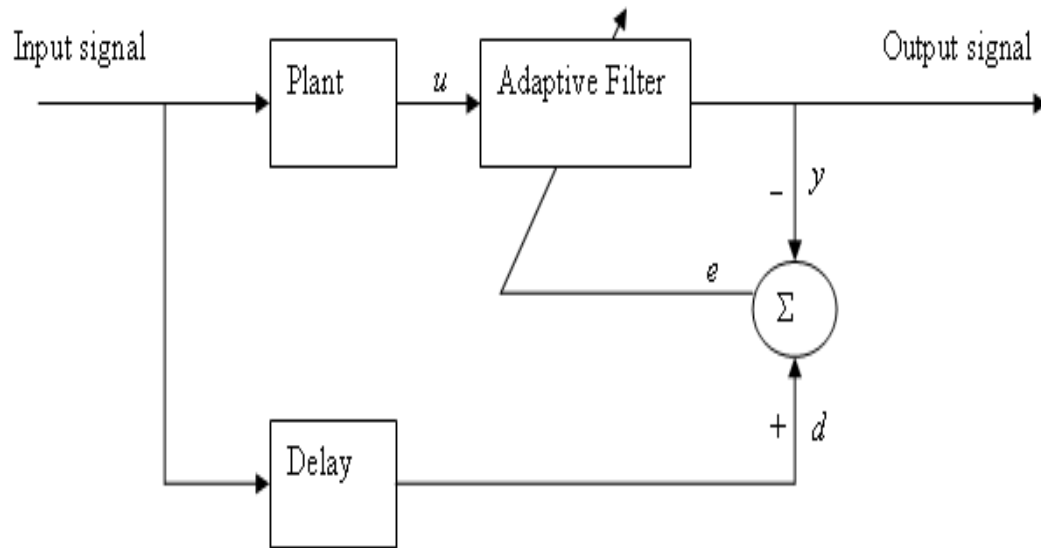 Input signal
Plant
u
Adaptive Filter
Output signal
– y
e
Σ
+ d
Delay